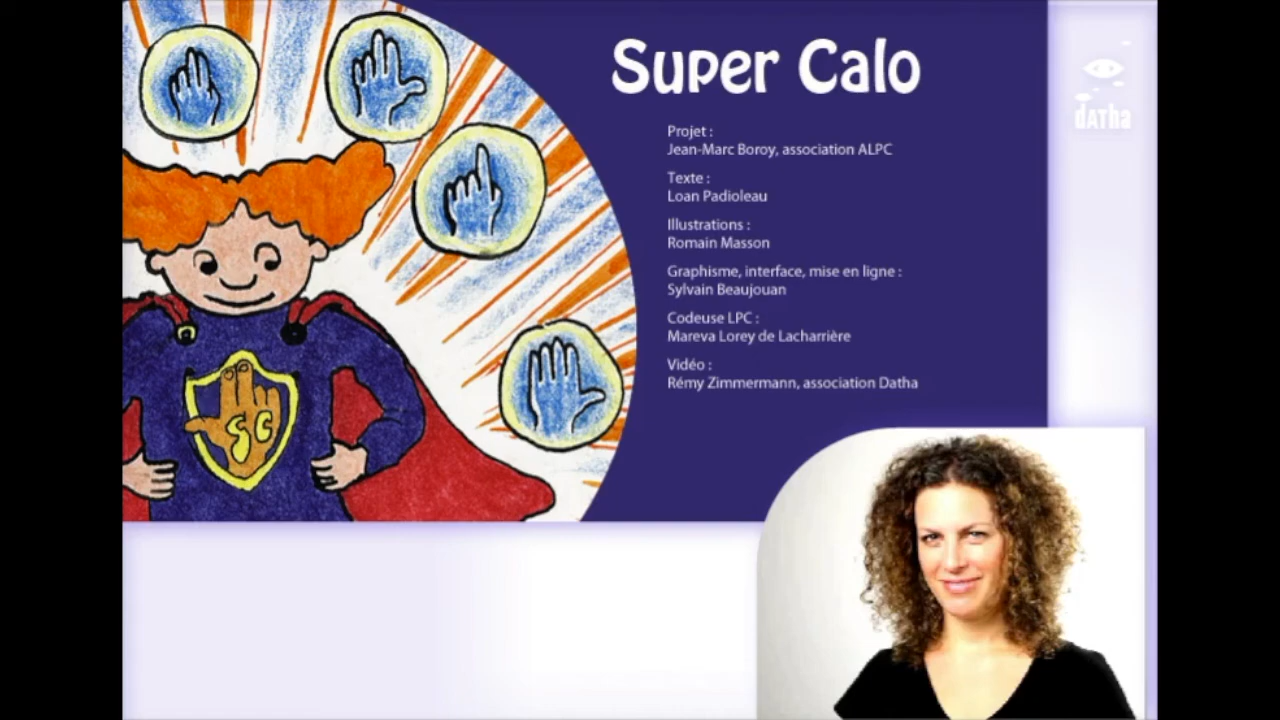 Super Calo
dATha
Projet :
Jean-Marc Boroy, association ALPC
Texte :
Loan Padioleau
Illustrations :
Romain Masson
Graphisme, interface, mise en ligne :
Sylvain Beaujouan
Codeuse LPC :
Mareva Lorey de Lacharrière
Vidéo :
Rémy Zimmermann, association Datha
SC